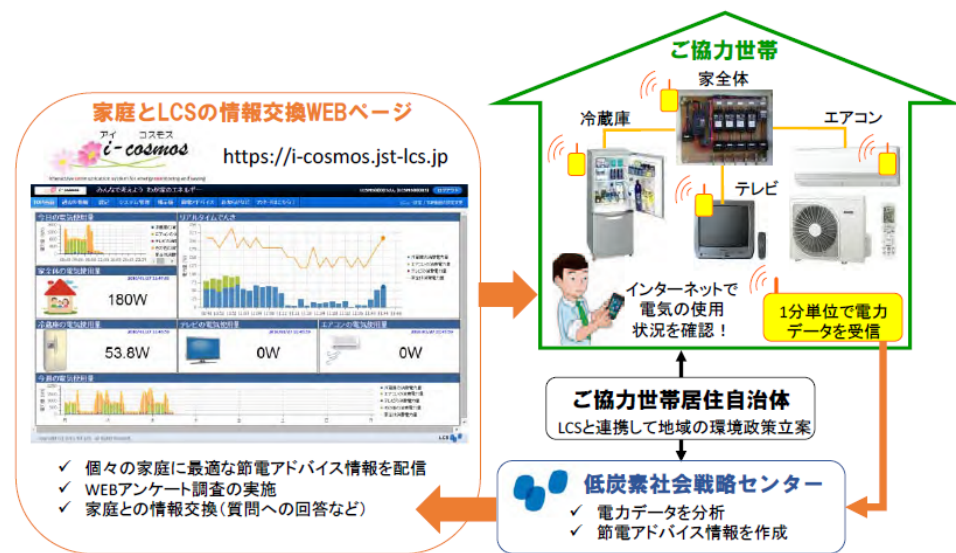 家庭とLCSの情報交換WEBページ
アイ コスモス
i-cosmos
https://i-cosmos.jst-lcs.jp
i-cosmos みんなで考えよう わが家のエネルギー
今日の電気使用量
リアルタイムでんき
家全体の電気使用量
180W
冷蔵庫の電気使用量
53.8W
テレビの電気使用量
0W
エアコンの電気使用量
0W
今週の電気使用量
LCS
✓ 個々の家庭に最適な節電アドバイス情報を配信
✓ WEBアンケート調査の実施
✓ 家庭との情報交換(質問への回答など)
ご協力世帯
家全体
冷蔵庫
エアコン
テレビ
インターネットで
電気の使用
状況を確認!
1分単位で電力
データを受信
ご協力世帯居住自治体
LCSと連携して地域の環境政策立案
低炭素社会戦略センター
✓ 電力データを分析
✓ 節電アドバイス情報を作成